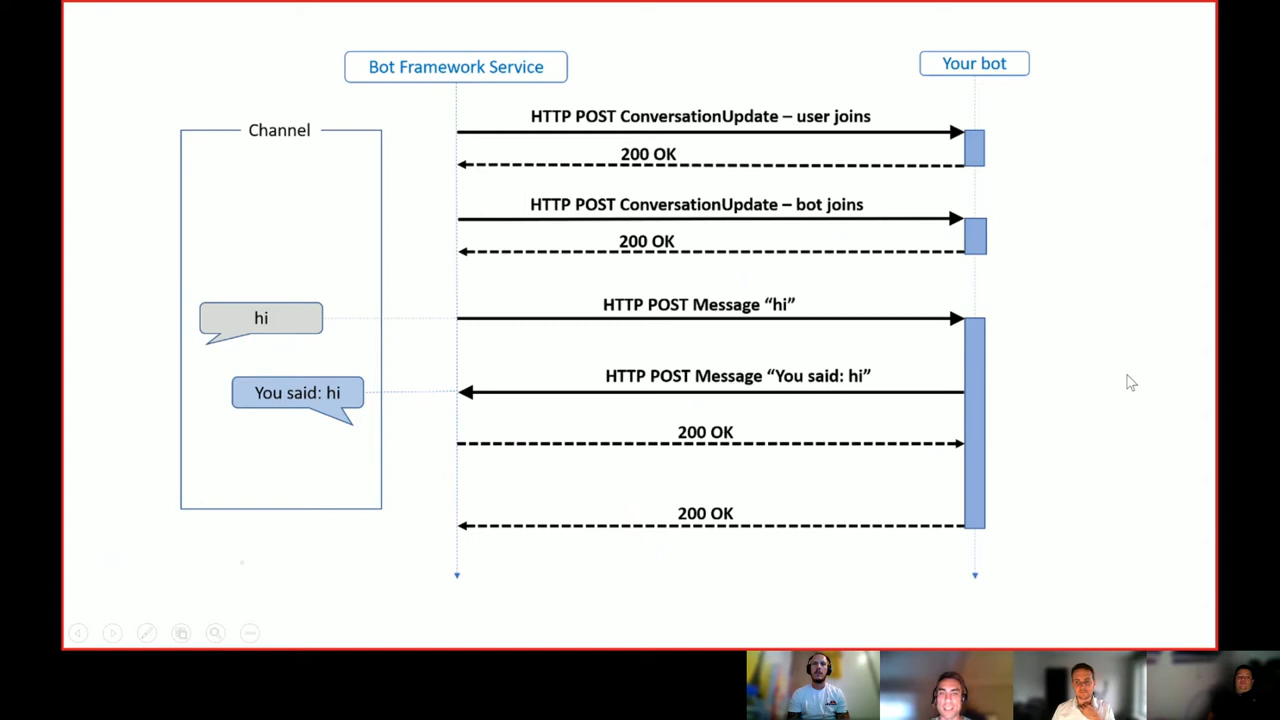 Bot Framework Service
Your bot
Channel
HTTP POST ConversationUpdate – user joins
200 OK
HTTP POST ConversationUpdate – bot joins
200 OK
hi
HTTP POST Message “hi”
You said: hi
HTTP POST Message “You said: hi”
200 OK
200 OK